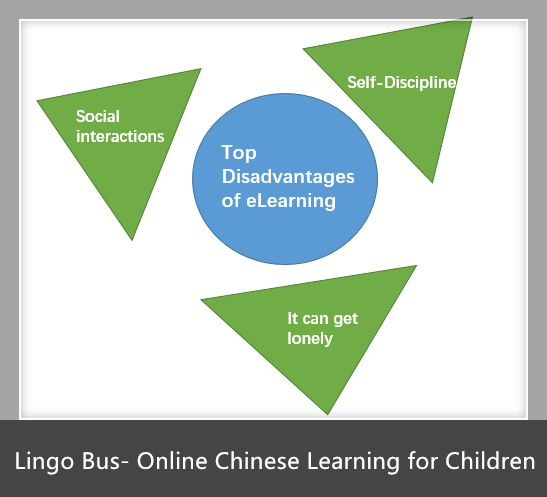 Self-Discipline
Social
interactions
Top
Disadvantages
of eLearning
It can get
lonely
Lingo Bus- Online Chinese Learning for Children